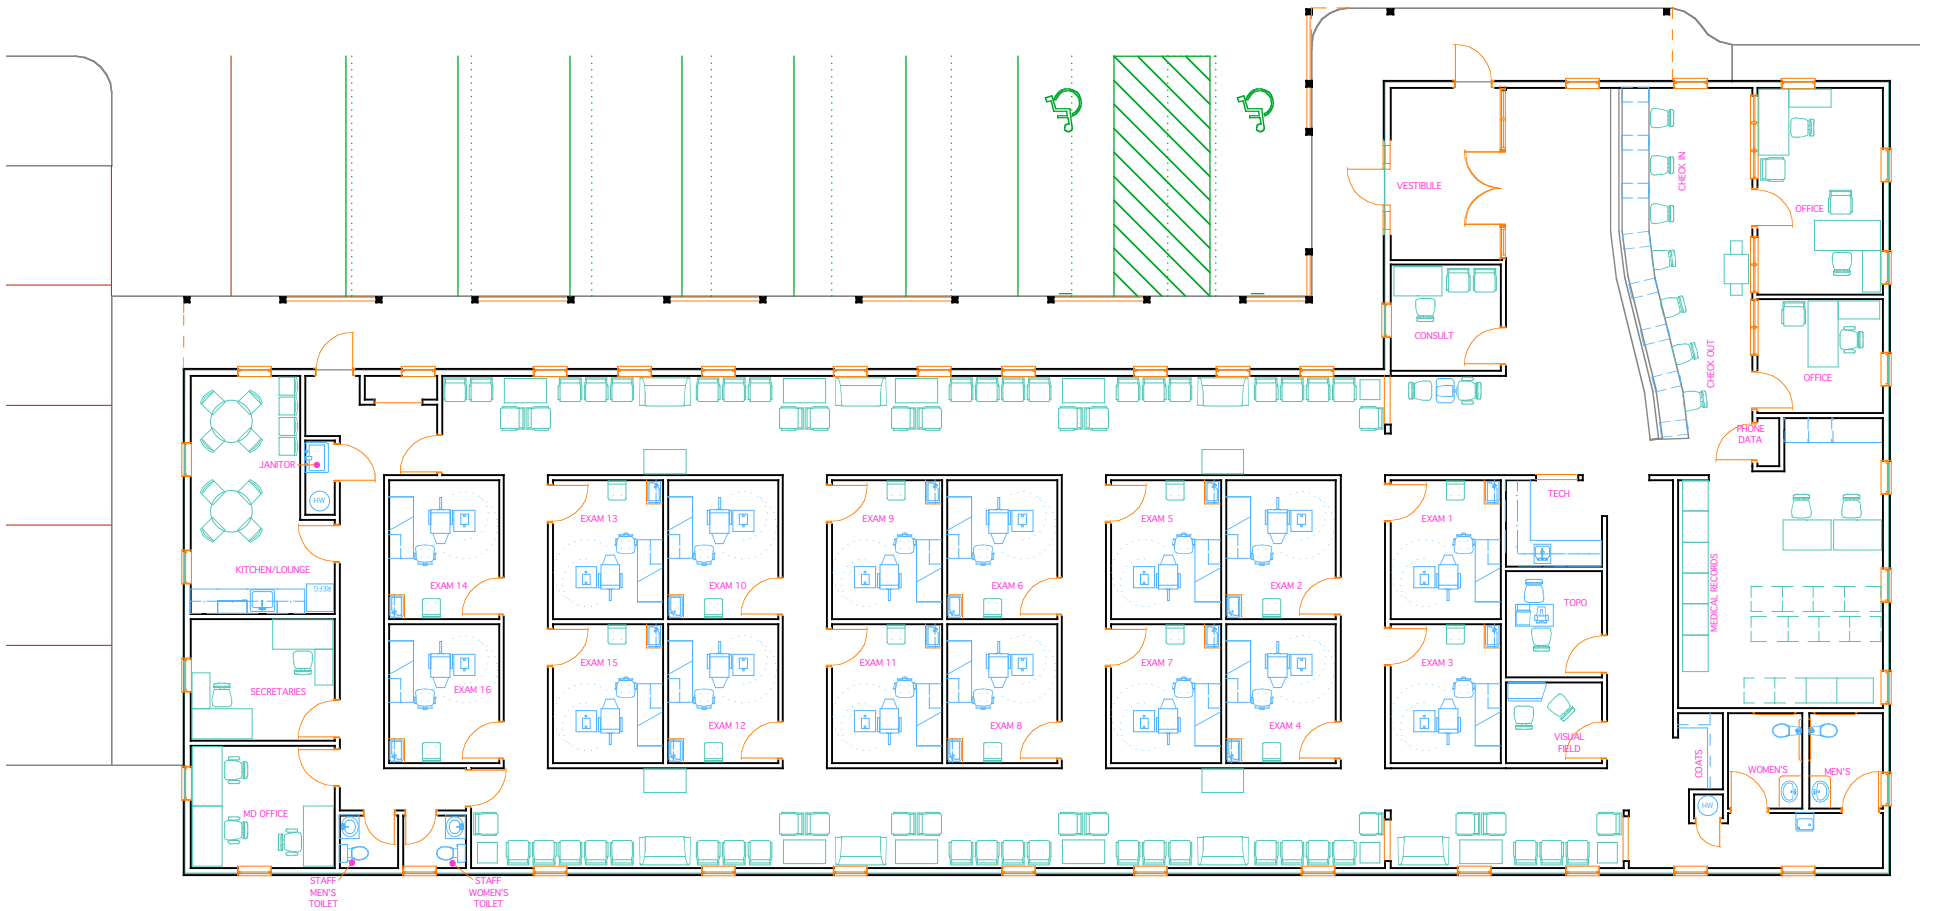 CHECK IN
VESTIBULE
OFFICE
CONSULT
CHECK OUT
OFFICE
PHONE
DATA
JANITOR
HW
TECH
EXAM 13
EXAM 9
EXAM 5
EXAM 1
KITCHEN/LOUNGE
REFG
EXAM 14
EXAM 10
EXAM 6
EXAM 2
MEDICAL RECORDS
TOPO
EXAM 15
EXAM 11
EXAM 7
EXAM 3
SECRETARIES
EXAM 16
EXAM 12
EXAM 8
EXAM 4
VISUAL
FIELD
COATS
WOMEN'S
MEN'S
HW
MD OFFICE
STAFF
MEN'S
TOILET
STAFF
WOMEN'S
TOILET